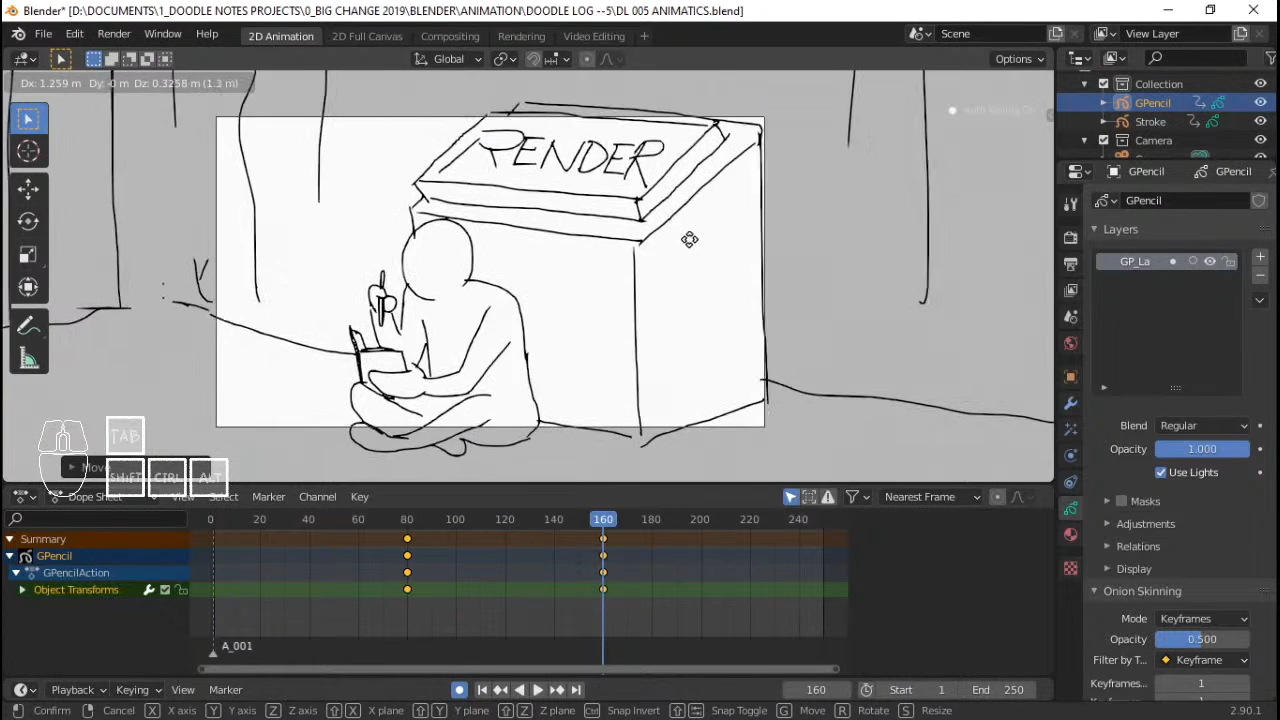 Blender* [D:\DOCUMENTS\1_DOODLE NOTES PROJECTS\0_BIG CHANGE 2019\BLENDER\ANIMATION\DOODLE LOG --5\DL 005 ANIMATICS.blend]
File Edit Render Window Help 2D Animation 2D Full Canvas Compositing Rendering Video Editing + Scene View Layer
Global Options
Dx: 1.259 m Dy: 0 m Dz: 0.3258 m (1.3 m)
Collection
GPencil
Stroke
Camera
RENDER
GPencil GPencil
GPencil
Layers
GP_La
Blend Regular
Opacity 1.000
Use Lights
Masks
Adjustments
Relations
Display
Onion Skinning
Mode Keyframes
Opacity 0.500
Filter by T... Keyframe
Keyframes... 1
TAB
Move
SHIFT CTRL ALT
Dope Sheet View Select Marker Channel Key Nearest Frame
0 20 40 60 80 100 120 140 160 180 200 220 240
Summary
GPencil
GPencilAction
Object Transforms
A_001
Playback Keying View Marker 160 Start 1 End 250
Confirm Cancel X X axis Y Y axis Z Z axis X X plane Y Y plane Z Z plane Ctrl Snap Invert Snap Toggle G Move R Rotate S Resize 2.90.1